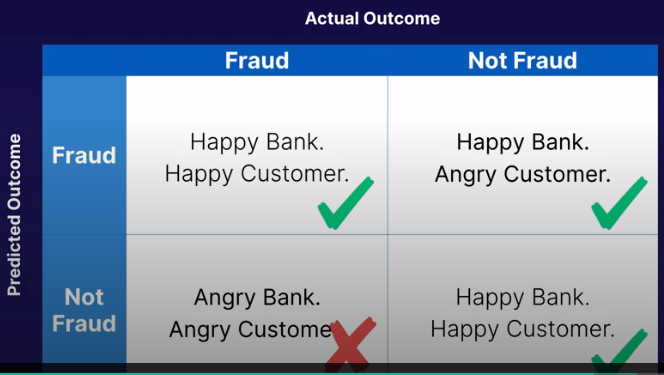 Actual Outcome
Fraud
Not Fraud
Predicted Outcome
Fraud
Happy Bank.
Happy Customer.
Happy Bank.
Angry Customer.
Not
Fraud
Angry Bank.
Angry Custome
Happy Bank.
Happy Customer.